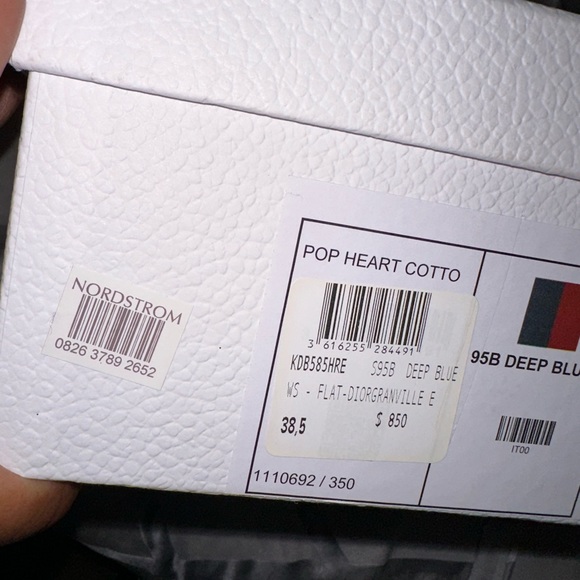 NORDSTROM
0826 3789 2652
POP HEART COTTO
3 616255 284491
KDB585HRE S95B DEEP BLUE
WS - FLAT-DIORGRANVILLE E
38,5 $ 850
1110692 / 350
95B DEEP BLU
IT00